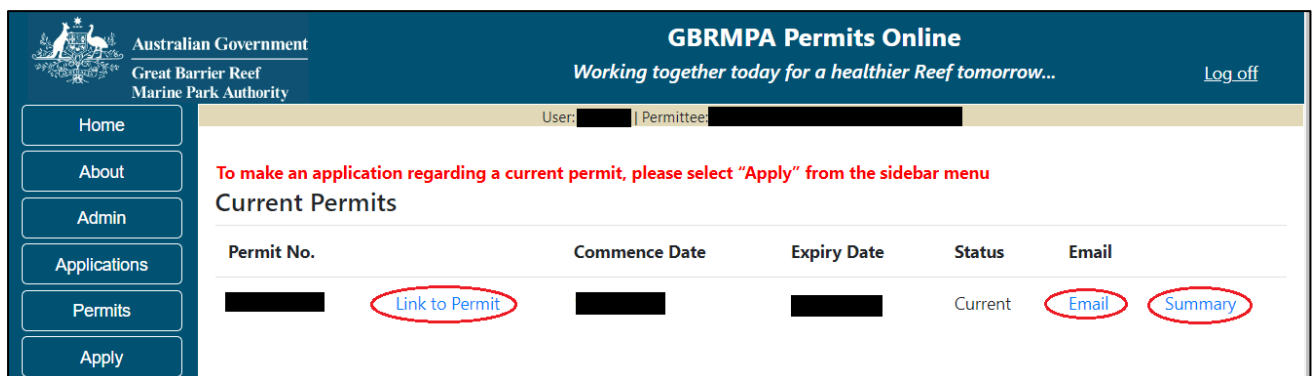 Australian Government
Great Barrier Reef
Marine Park Authority
GBRMPA Permits Online
Working together today for a healthier Reef tomorrow...
Log off
User: | Permittee:
Home
About
Admin
Applications
Permits
Apply
To make an application regarding a current permit, please select “Apply” from the sidebar menu
Current Permits
Permit No. Commence Date Expiry Date Status Email
Link to Permit Current Email Summary